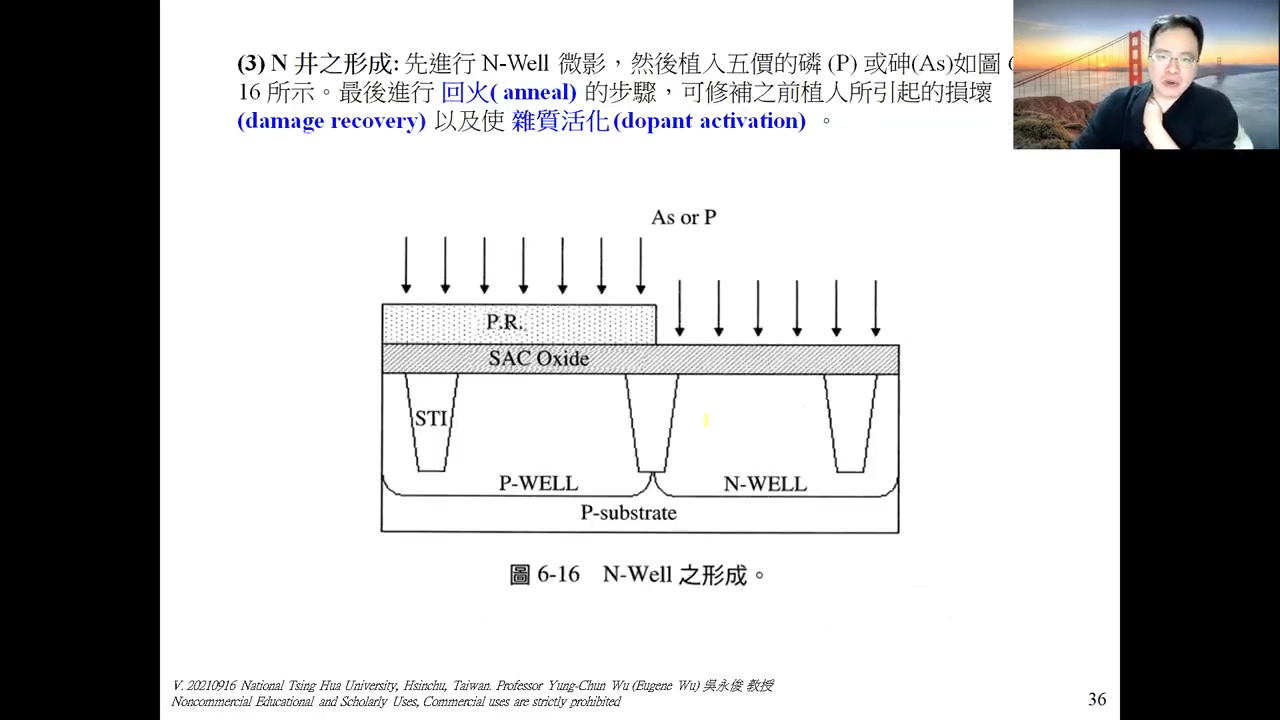 (3) N 井之形成: 先進行 N-Well 微影，然後植入五價的磷 (P) 或砷(As)如圖
16 所示。最後進行 回火( anneal) 的步驟，可修補之前植人所引起的損壞
(damage recovery) 以及使 雜質活化 (dopant activation) 。
As or P
P.R.
SAC Oxide
STI
P-WELL
N-WELL
P-substrate
圖 6-16 N-Well 之形成。
V. 20210916 National Tsing Hua University, Hsinchu, Taiwan. Professor Yung-Chun Wu (Eugene Wu) 吳永俊 教授
Noncommercial Educational and Scholarly Uses, Commercial uses are strictly prohibited
36